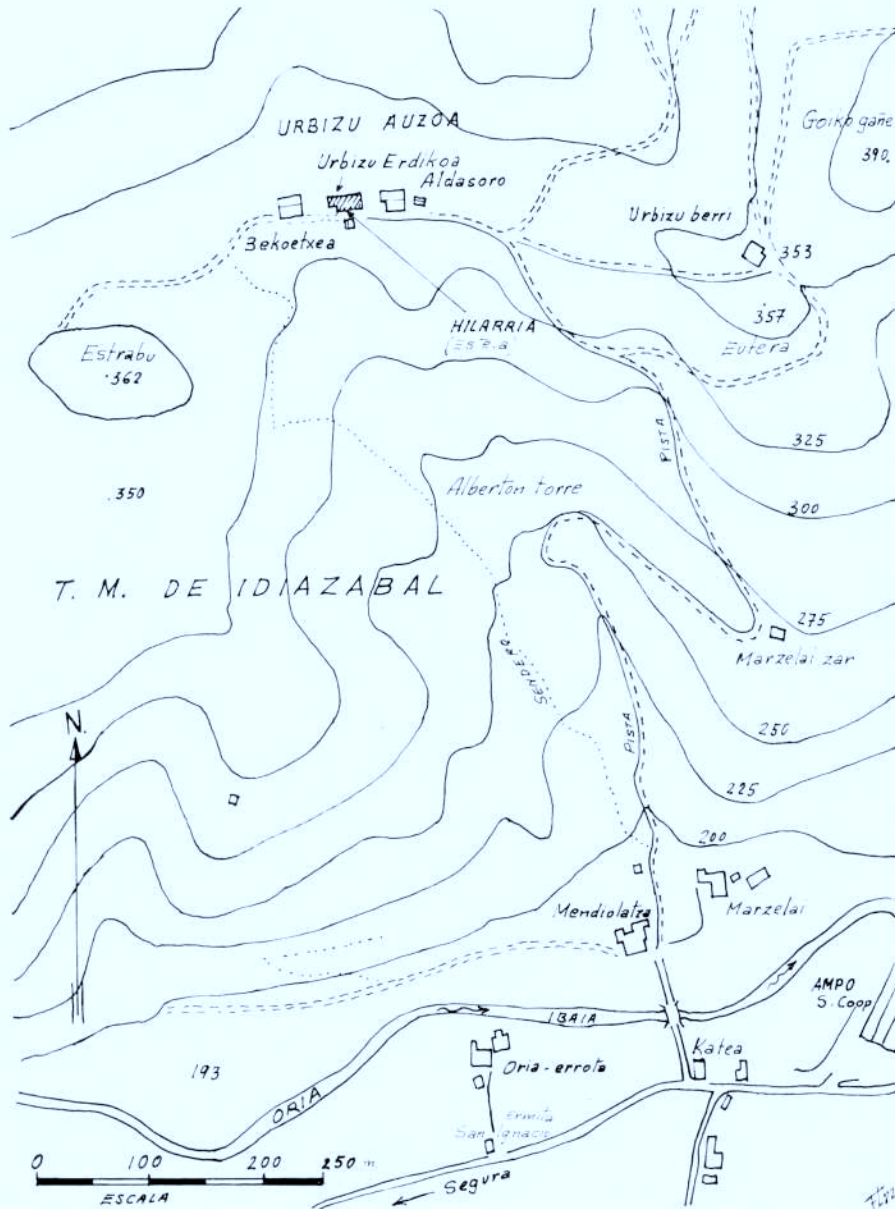 URBIZU AUZOA
Goiko gañe
390.
Urbizu Erdikoa
Aldasoro
Urbizu berri
Bekoetxea
353
357
HILARRIA
(Estela)
Eutera
Estrabu
.362
325
PISTA
.350
Alberton torre
300
T. M. DE IDIAZABAL
275
Marzelai zar
SENDERO
N.
PISTA
250
225
200
Mendiolatza
Marzelai
AMPO
S. Coop
IBAIA
193
Oria-errota
Katea
ORIA
Ermita
San Ignacio
0 100 200 250 m.
Segura
ESCALA